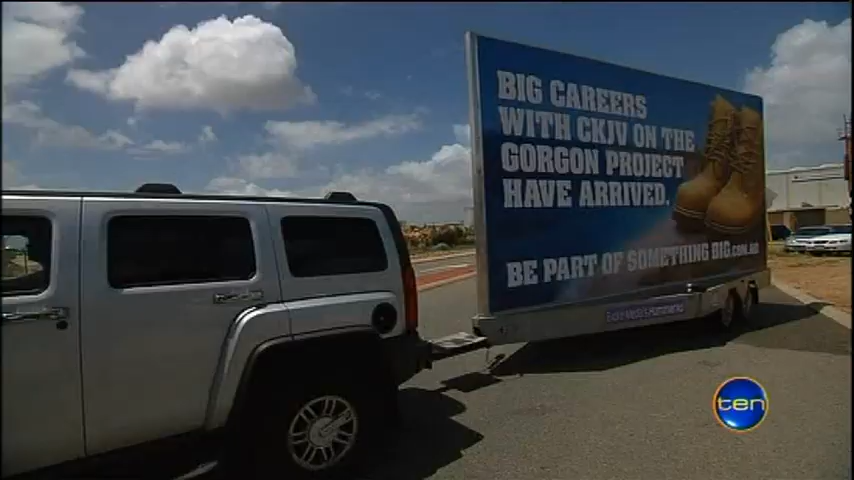 BIG CAREERS
WITH CKJV ON THE
GORGON PROJECT
HAVE ARRIVED.
BE PART OF SOMETHING BIG.COM.AU
ten